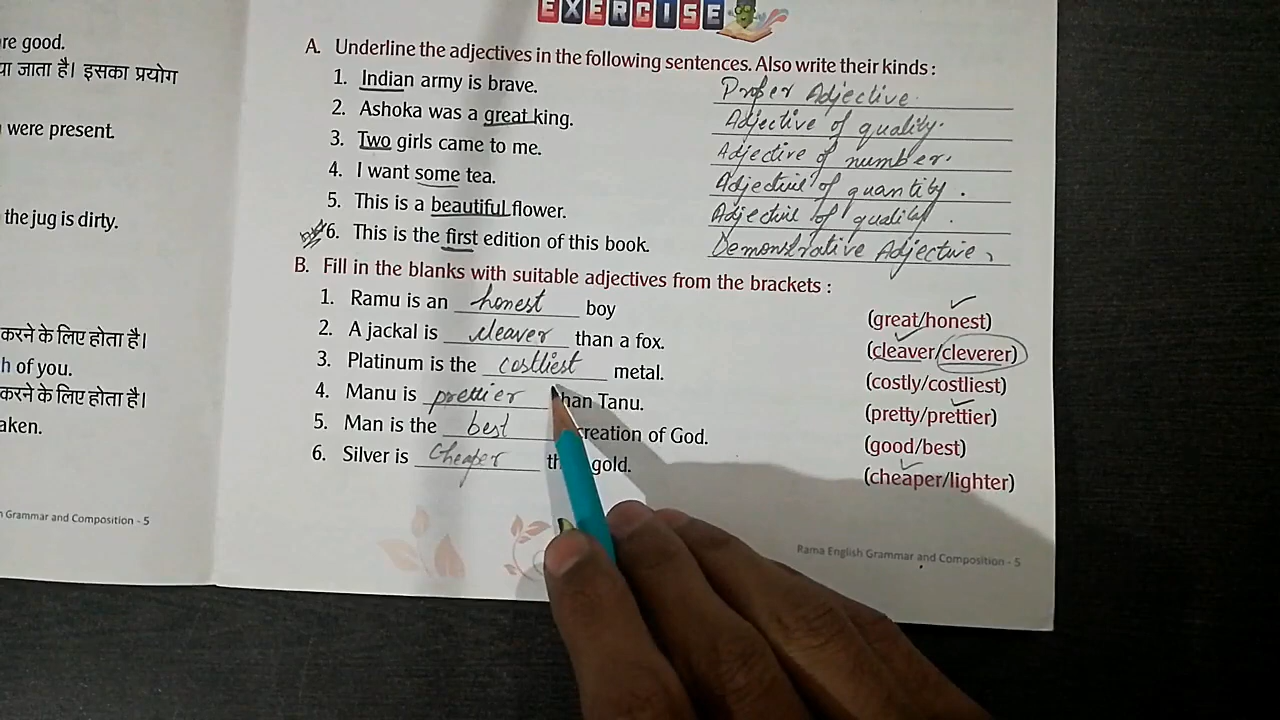 EXERCISE
re good.
या जाता है। इसका प्रयोग
were present.
the jug is dirty.
करने के लिए होता है।
h of you.
करने के लिए होता है।
aken.
Grammar and Composition - 5
A. Underline the adjectives in the following sentences. Also write their kinds :
1. Indian army is brave. Proper Adjective.
2. Ashoka was a great king. Adjective of quality.
3. Two girls came to me. Adjective of number.
4. I want some tea. Adjective of quantity.
5. This is a beautiful flower. Adjective of quality.
6. This is the first edition of this book. Demonstrative Adjective,
B. Fill in the blanks with suitable adjectives from the brackets :
1. Ramu is an honest boy (great/honest)
2. A jackal is cleaver than a fox. (cleaver/cleverer)
3. Platinum is the costliest metal. (costly/costliest)
4. Manu is prettier than Tanu. (pretty/prettier)
5. Man is the best creation of God. (good/best)
6. Silver is cheaper th gold. (cheaper/lighter)
Rama English Grammar and Composition - 5